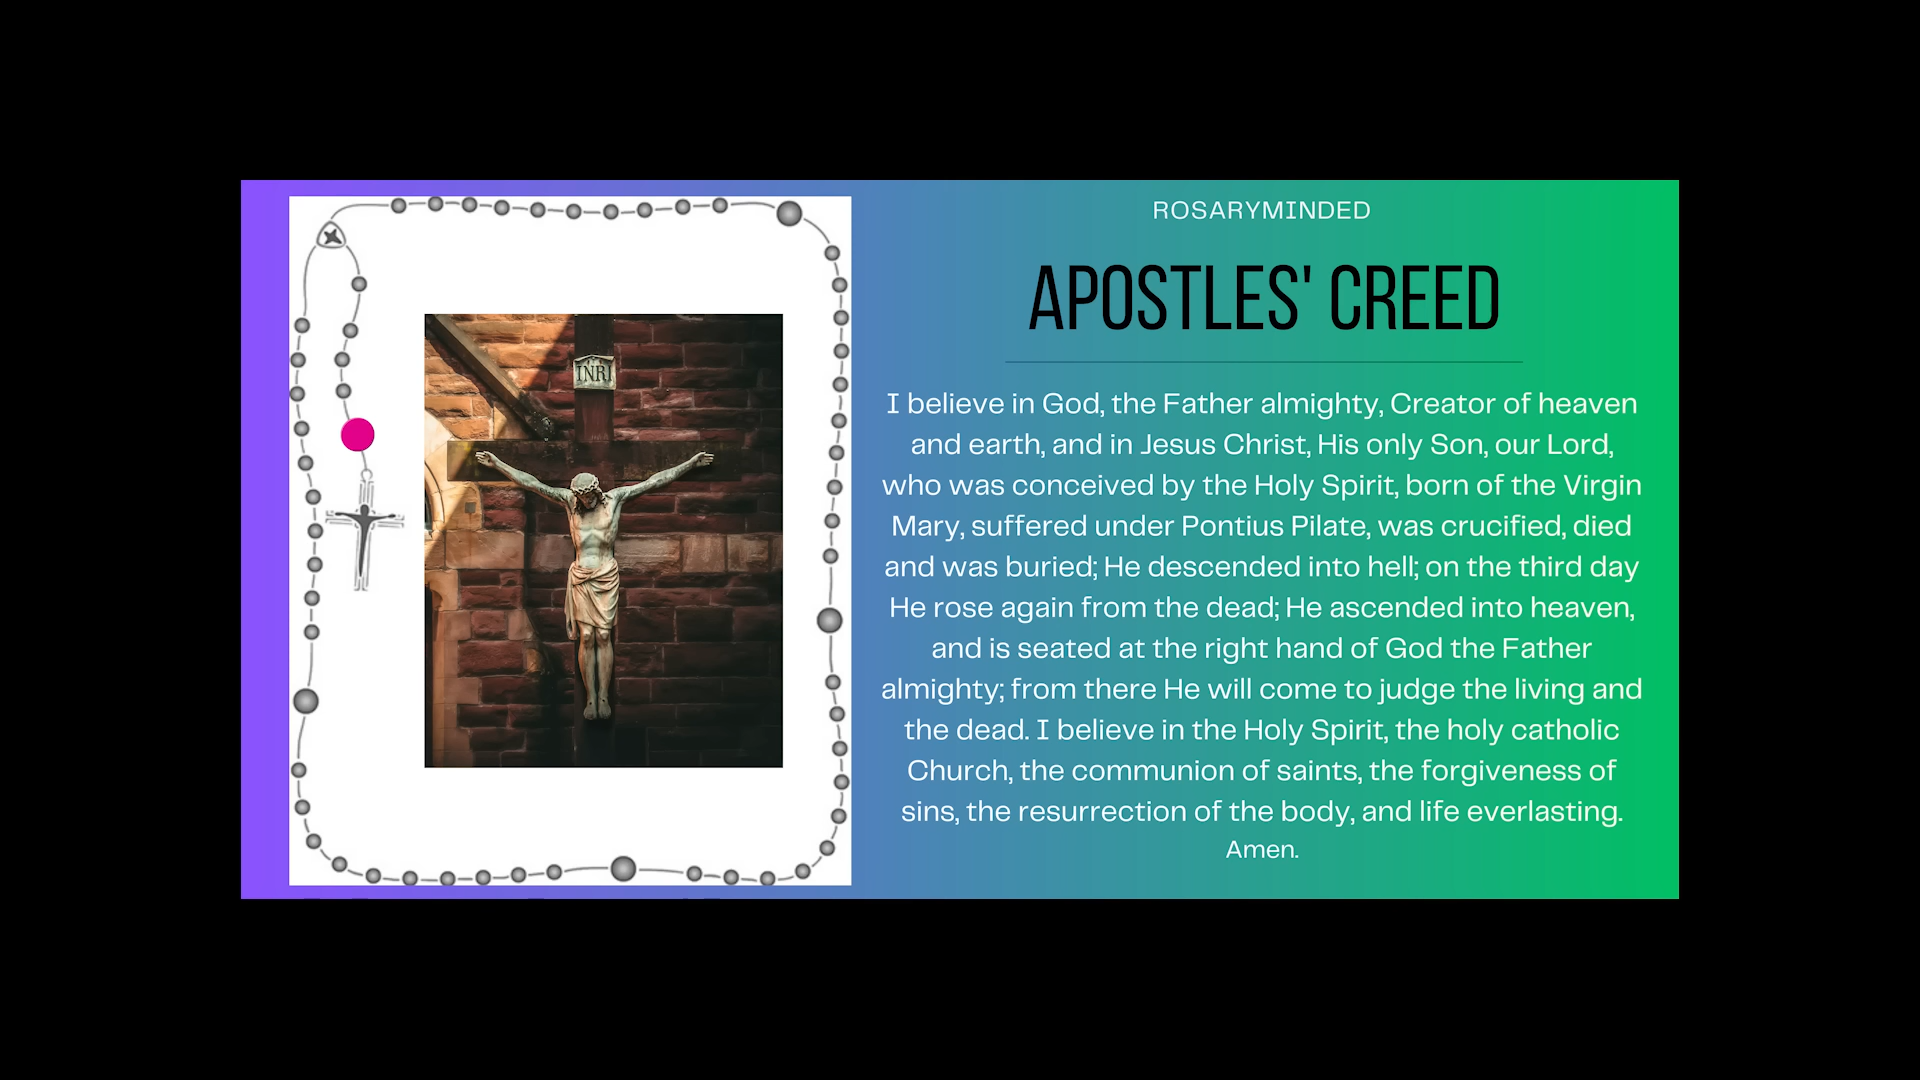 ROSARYMINDED
APOSTLES' CREED
INRI
I believe in God, the Father almighty, Creator of heaven
and earth, and in Jesus Christ, His only Son, our Lord,
who was conceived by the Holy Spirit, born of the Virgin
Mary, suffered under Pontius Pilate, was crucified, died
and was buried; He descended into hell; on the third day
He rose again from the dead; He ascended into heaven,
and is seated at the right hand of God the Father
almighty; from there He will come to judge the living and
the dead. I believe in the Holy Spirit, the holy catholic
Church, the communion of saints, the forgiveness of
sins, the resurrection of the body, and life everlasting.
Amen.